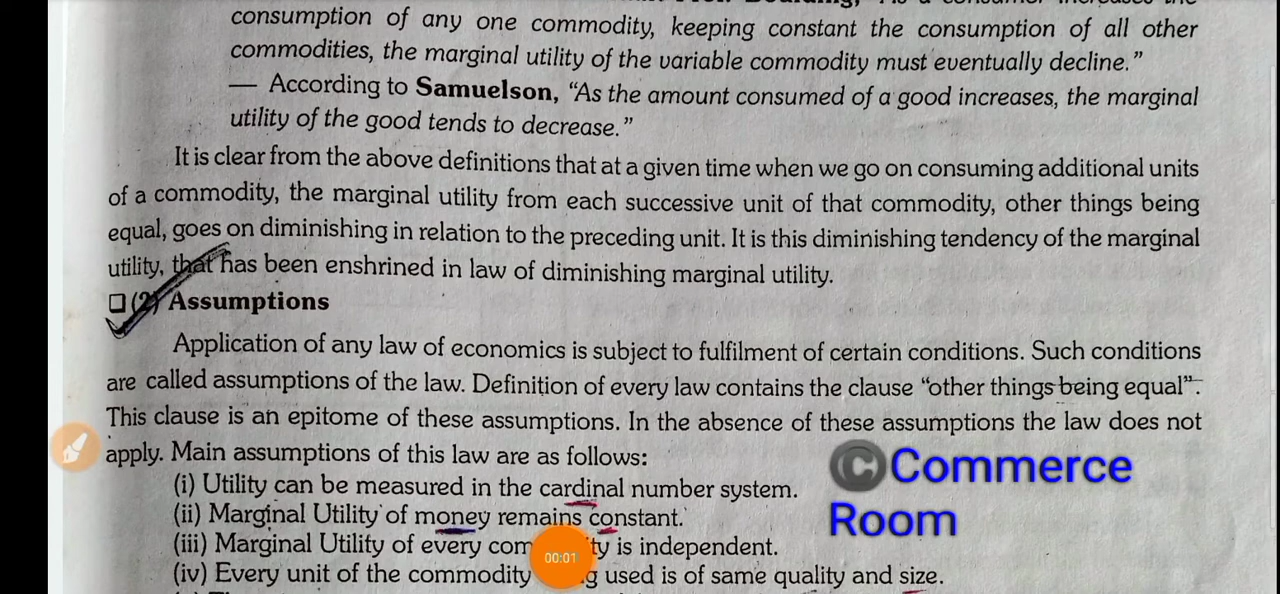 consumption of any one commodity, keeping constant the consumption of all other
commodities, the marginal utility of the variable commodity must eventually decline.”
— According to Samuelson, “As the amount consumed of a good increases, the marginal
utility of the good tends to decrease.”
It is clear from the above definitions that at a given time when we go on consuming additional units
of a commodity, the marginal utility from each successive unit of that commodity, other things being
equal, goes on diminishing in relation to the preceding unit. It is this diminishing tendency of the marginal
utility, that has been enshrined in law of diminishing marginal utility.
(2) Assumptions
Application of any law of economics is subject to fulfilment of certain conditions. Such conditions
are called assumptions of the law. Definition of every law contains the clause “other things being equal”.
This clause is an epitome of these assumptions. In the absence of these assumptions the law does not
apply. Main assumptions of this law are as follows:
(i) Utility can be measured in the cardinal number system.
(ii) Marginal Utility of money remains constant.
(iii) Marginal Utility of every com ty is independent.
(iv) Every unit of the commodity g used is of same quality and size.
© Commerce
Room
00:01